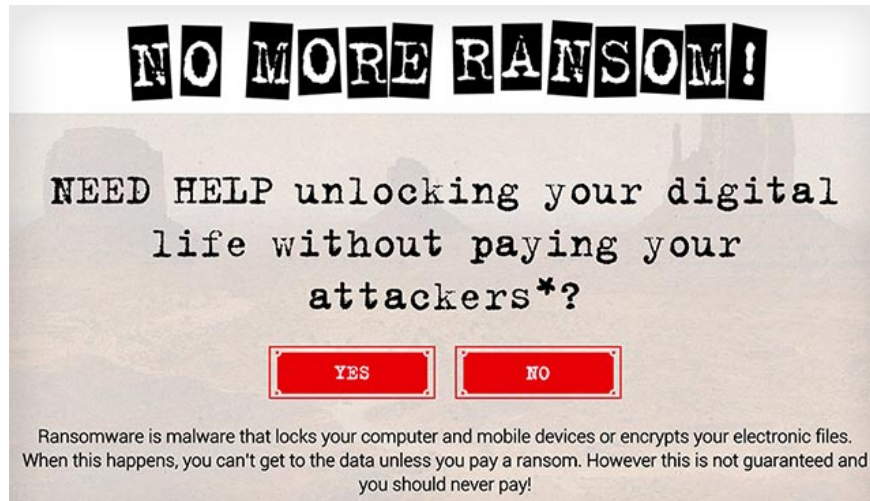 NO MORE RANSOM!
NEED HELP unlocking your digital
life without paying your
attackers*?
YES
NO
Ransomware is malware that locks your computer and mobile devices or encrypts your electronic files.
When this happens, you can't get to the data unless you pay a ransom. However this is not guaranteed and
you should never pay!